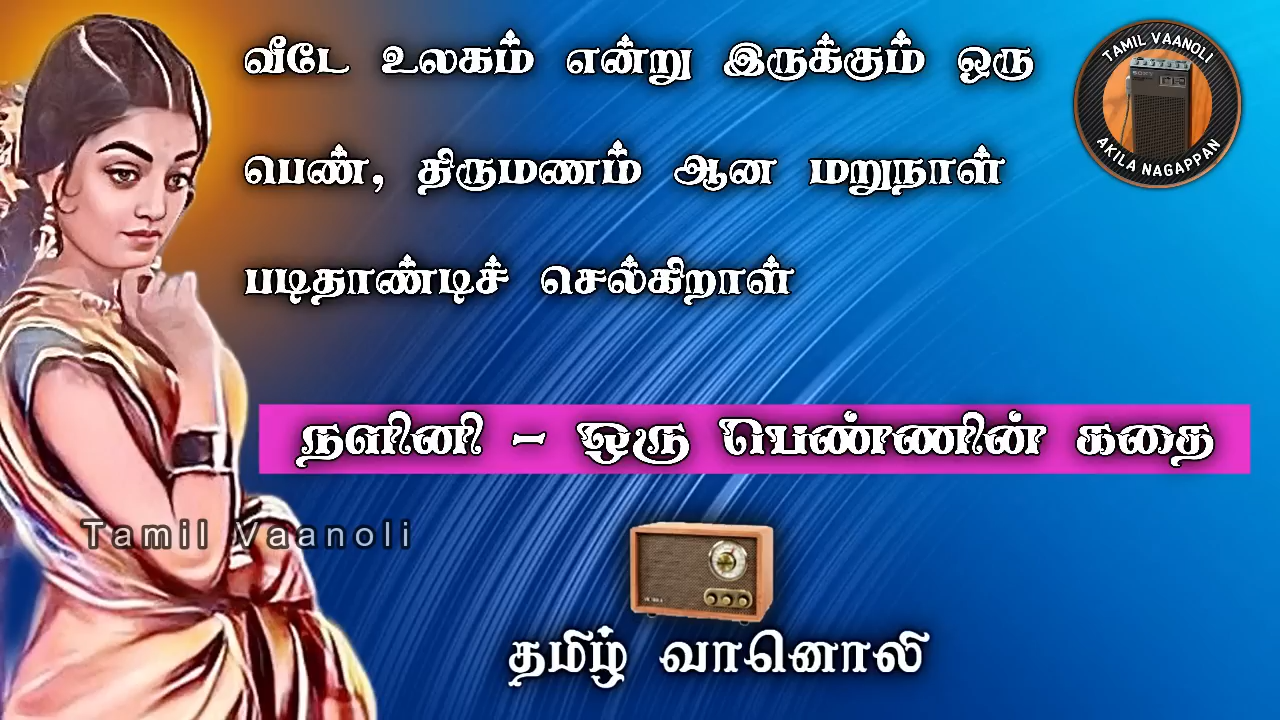 வீடே உலகம் என்று இருக்கும் ஒரு
TAMIL VAANOLI
AKILA NAGAPPAN
பெண், திருமணம் ஆன மறுநாள்
படிதாண்டிச் செல்கிறாள்
நளினி - ஒரு பெண்ணின் கதை
Tamil Vaanoli
தமிழ் வானொலி